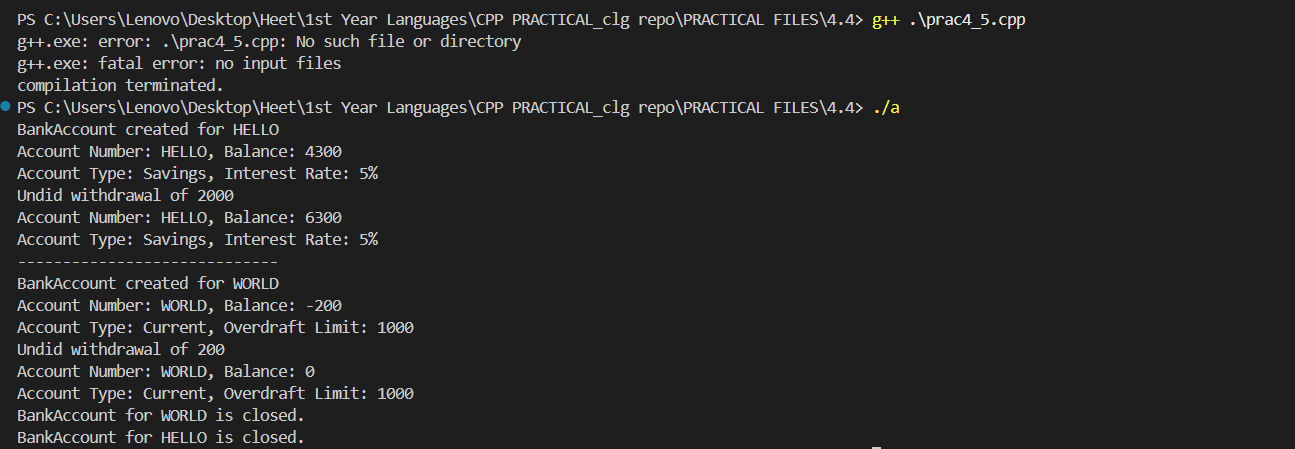 PS C:\Users\Lenovo\Desktop\Heet\1st Year Languages\CPP PRACTICAL_clg repo\PRACTICAL FILES\4.4> g++ .\prac4_5.cpp
g++.exe: error: .\prac4_5.cpp: No such file or directory
g++.exe: fatal error: no input files
compilation terminated.
PS C:\Users\Lenovo\Desktop\Heet\1st Year Languages\CPP PRACTICAL_clg repo\PRACTICAL FILES\4.4> ./a
BankAccount created for HELLO
Account Number: HELLO, Balance: 4300
Account Type: Savings, Interest Rate: 5%
Undid withdrawal of 2000
Account Number: HELLO, Balance: 6300
Account Type: Savings, Interest Rate: 5%
-----------------------------
BankAccount created for WORLD
Account Number: WORLD, Balance: -200
Account Type: Current, Overdraft Limit: 1000
Undid withdrawal of 200
Account Number: WORLD, Balance: 0
Account Type: Current, Overdraft Limit: 1000
BankAccount for WORLD is closed.
BankAccount for HELLO is closed.